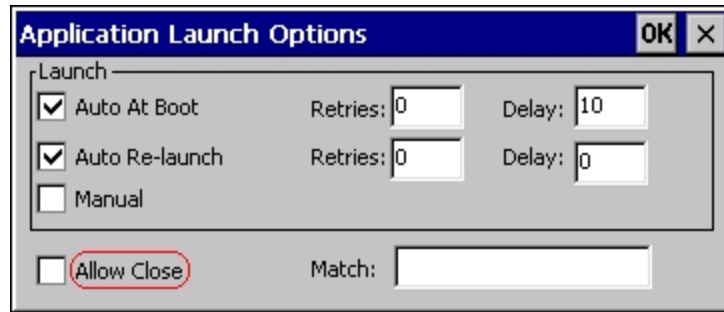 Application Launch Options OK ×
Launch
Auto At Boot Retries: 0 Delay: 10
Auto Re-launch Retries: 0 Delay: 0
Manual
Allow Close Match: